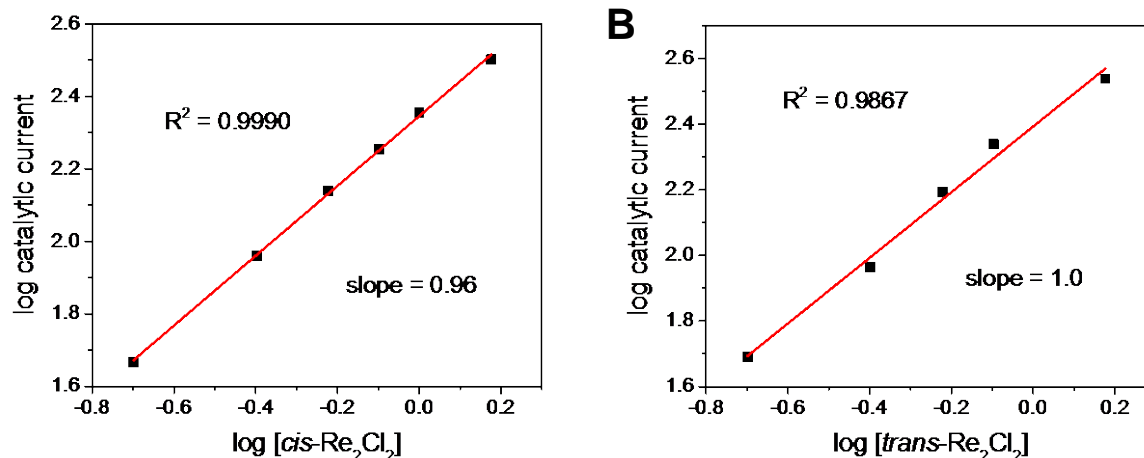 2.6
2.4
2.2
2.0
1.8
1.6
-0.8
-0.6
-0.4
-0.2
0.0
0.2
log catalytic current
log [cis-Re₂Cl₂]
R² = 0.9990
slope = 0.96
B
2.6
2.4
2.2
2.0
1.8
1.6
-0.8
-0.6
-0.4
-0.2
0.0
0.2
log catalytic current
log [trans-Re₂Cl₂]
R² = 0.9867
slope = 1.0